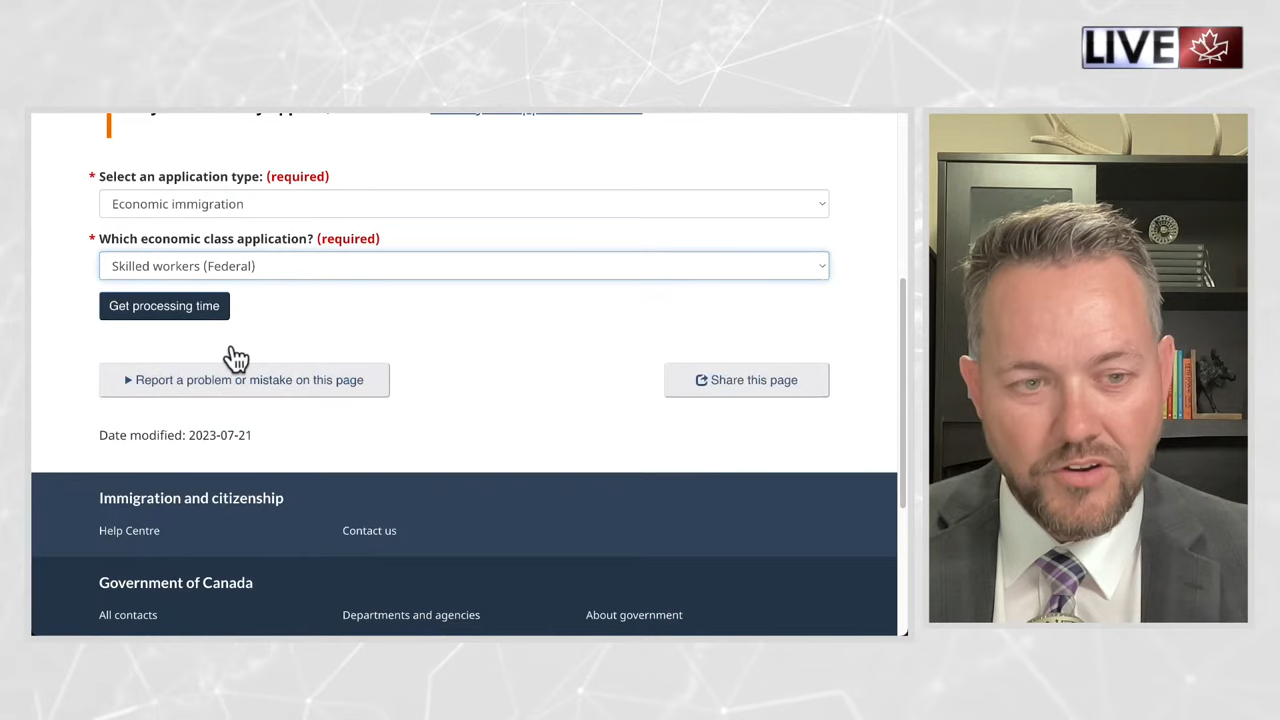 LIVE
* Select an application type: (required)
Economic immigration
* Which economic class application? (required)
Skilled workers (Federal)
Get processing time
Report a problem or mistake on this page
Share this page
Date modified: 2023-07-21
Immigration and citizenship
Help Centre
Contact us
Government of Canada
All contacts
Departments and agencies
About government